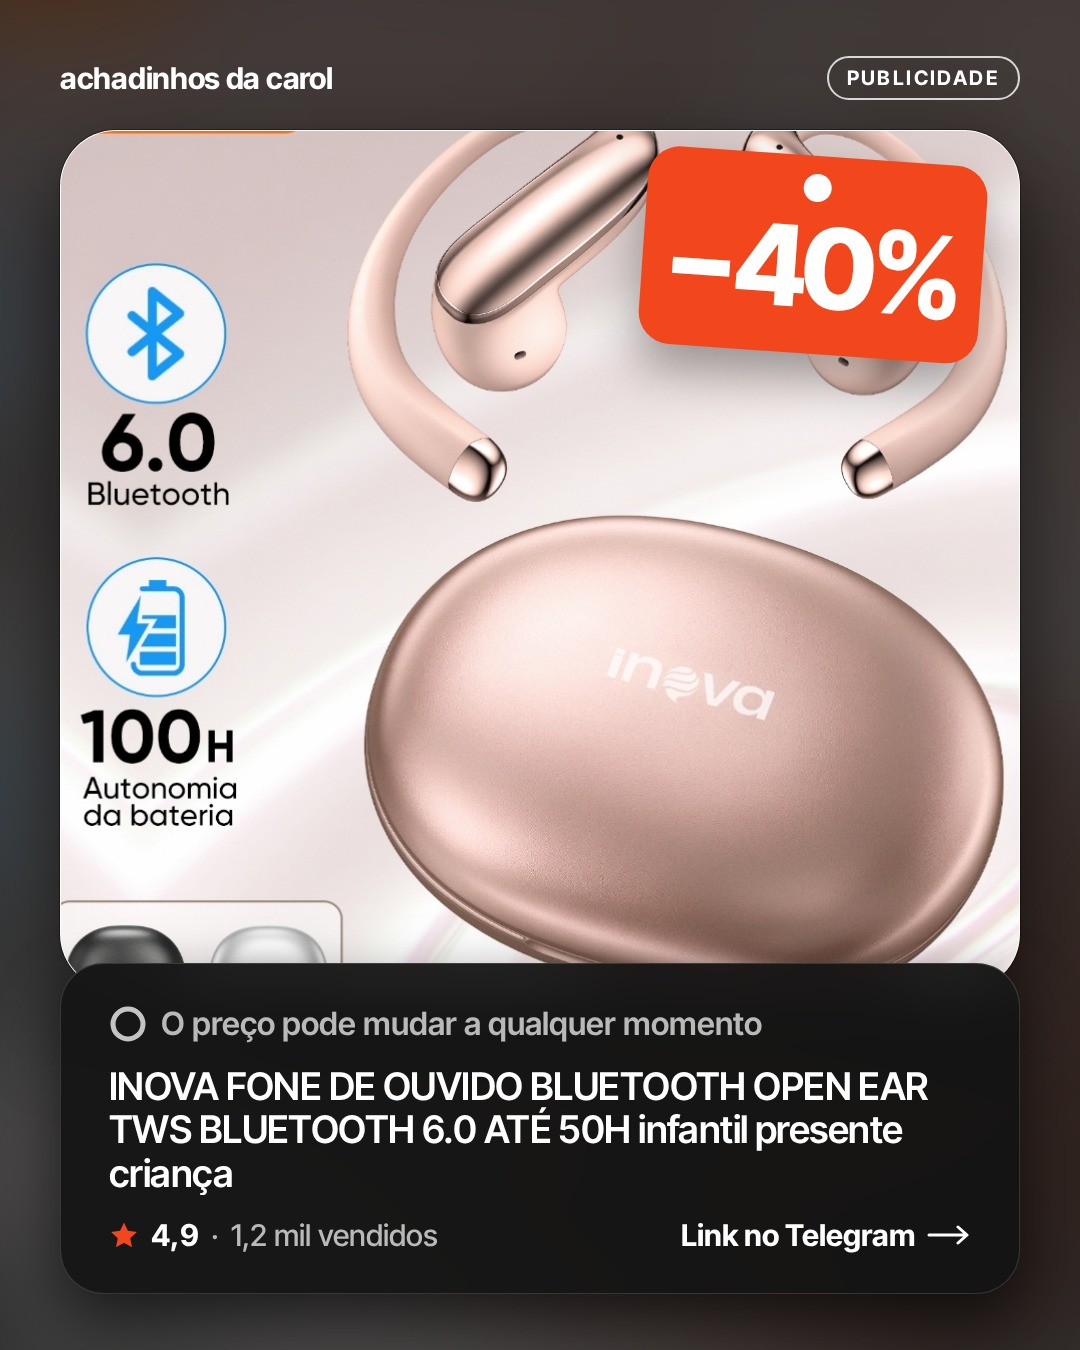 achadinhos da carol
PUBLICIDADE
−40%
6.0
Bluetooth
100H
Autonomia
da bateria
inova
O preço pode mudar a qualquer momento
INOVA FONE DE OUVIDO BLUETOOTH OPEN EAR
TWS BLUETOOTH 6.0 ATÉ 50H infantil presente
criança
4,9 · 1,2 mil vendidos
Link no Telegram →